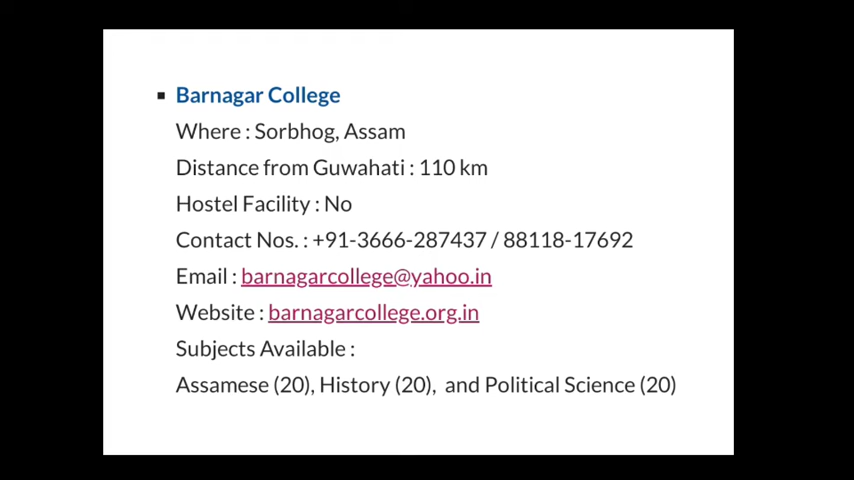 ▪ Barnagar College
Where : Sorbhog, Assam
Distance from Guwahati : 110 km
Hostel Facility : No
Contact Nos. : +91-3666-287437 / 88118-17692
Email : barnagarcollege@yahoo.in
Website : barnagarcollege.org.in
Subjects Available :
Assamese (20), History (20),  and Political Science (20)